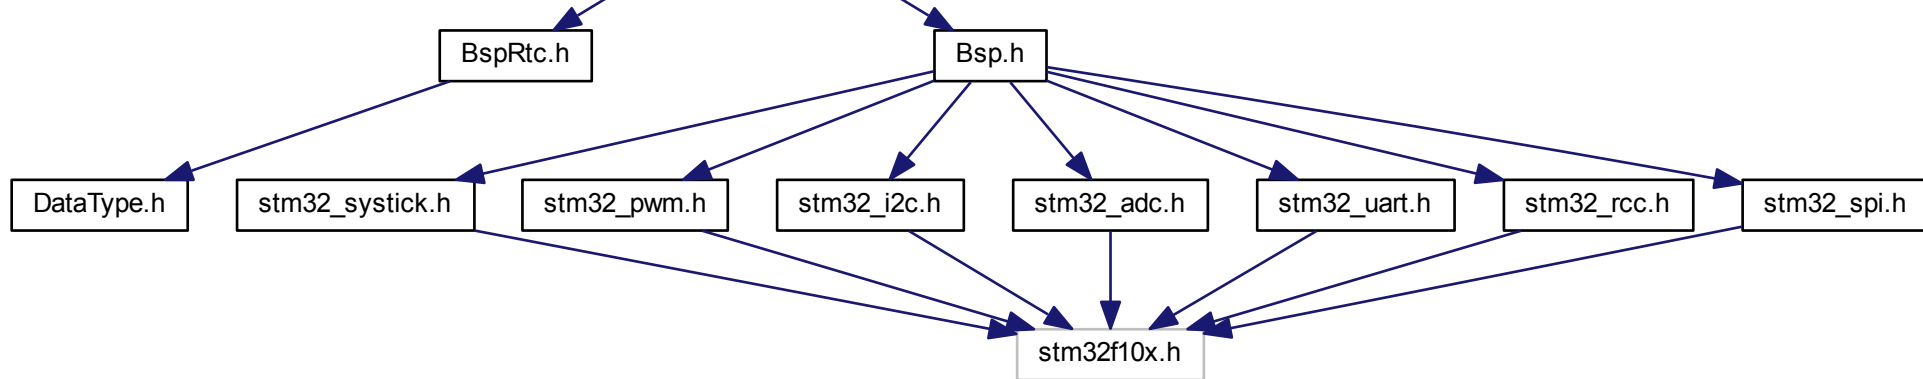 BspRtc.h
Bsp.h
DataType.h
stm32_systick.h
stm32_pwm.h
stm32_i2c.h
stm32_adc.h
stm32_uart.h
stm32_rcc.h
stm32_spi.h
stm32f10x.h